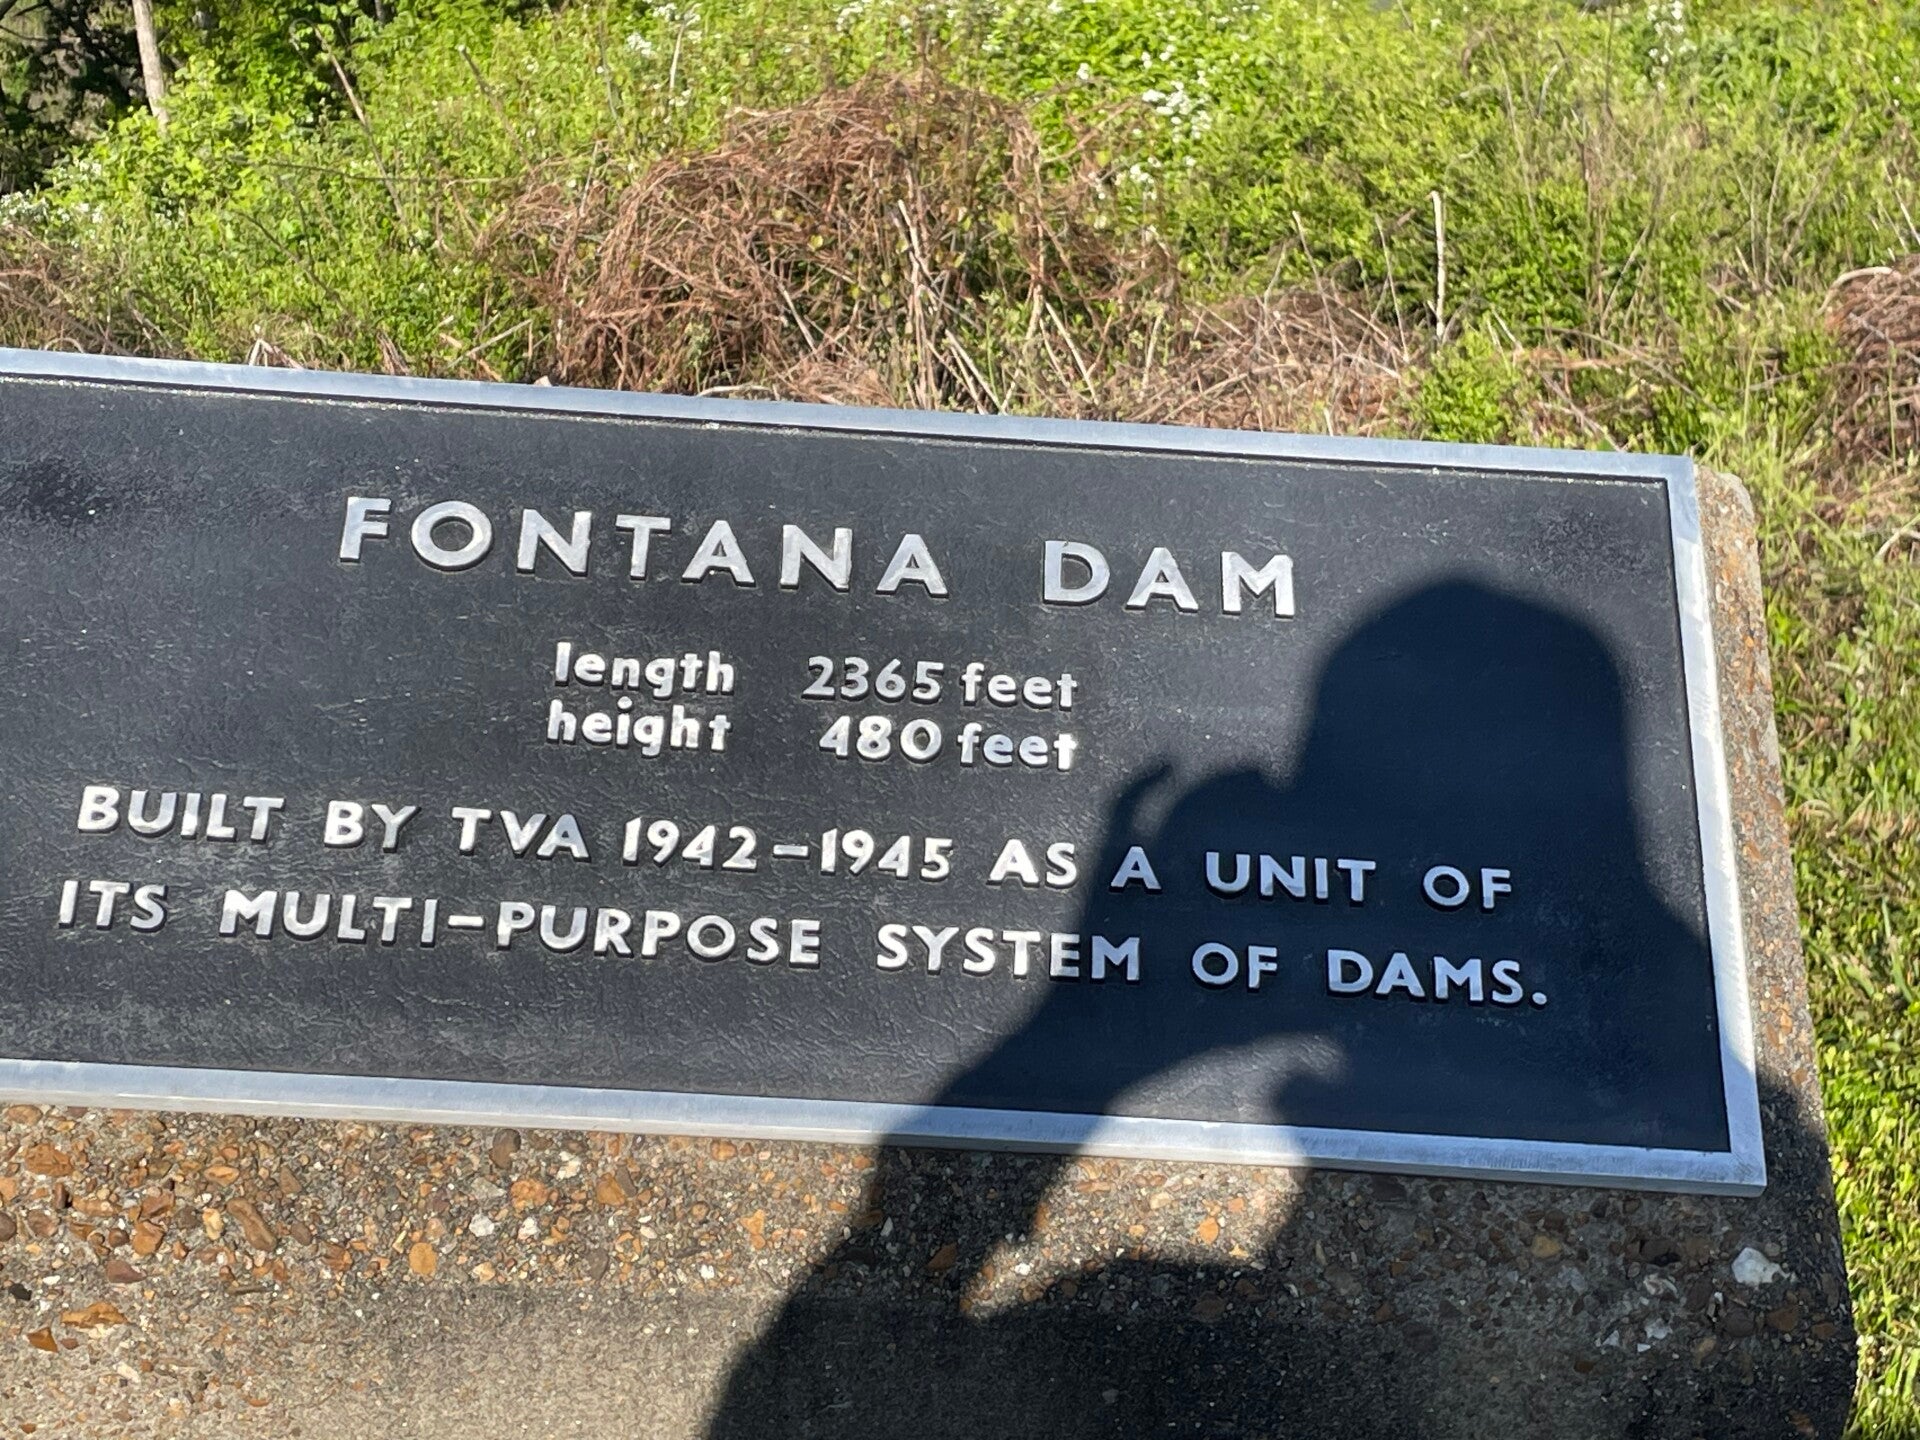 FONTANA DAM
length 2365 feet
height 480 feet
BUILT BY TVA 1942–1945 AS A UNIT OF
ITS MULTI-PURPOSE SYSTEM OF DAMS.